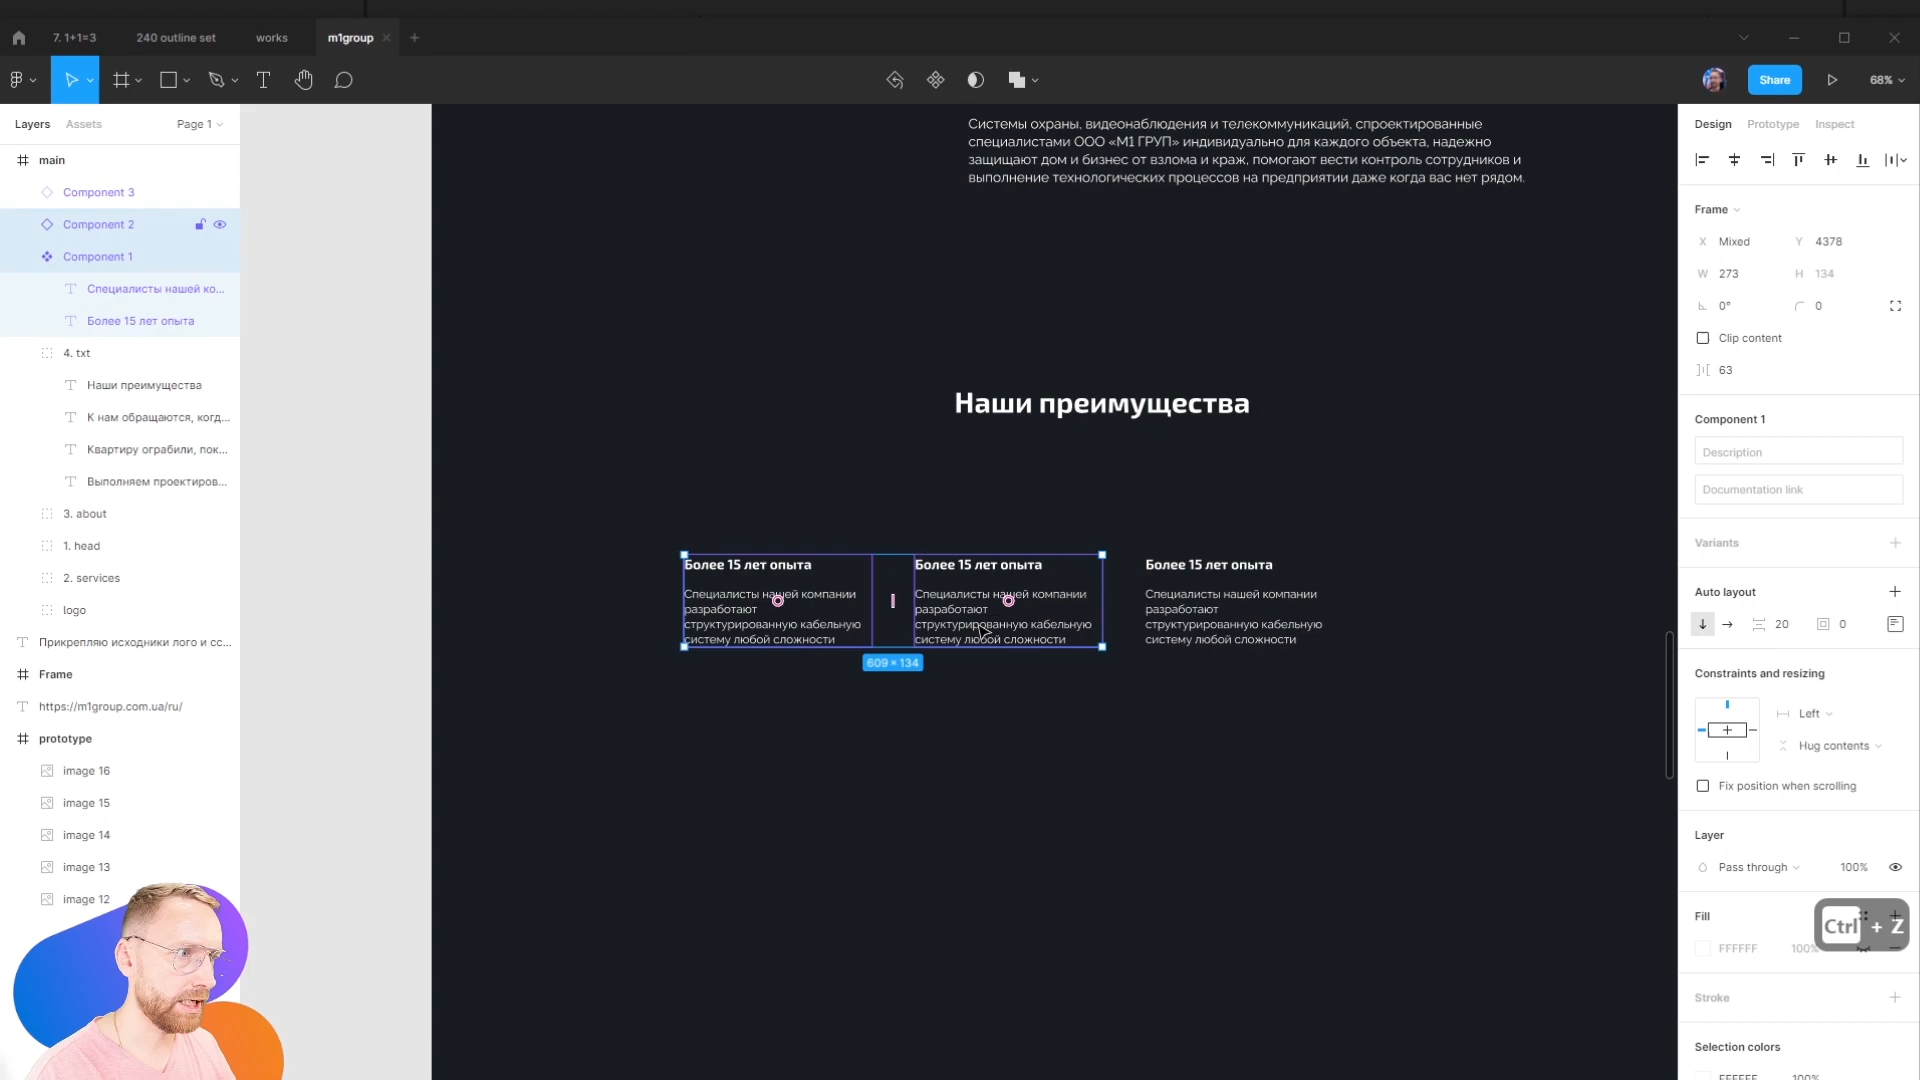 7. 1+1=3
240 outline set
works
m1group
Share
68%
Layers
Assets
Page 1
main
Component 3
Component 2
Component 1
Специалисты нашей ко...
Более 15 лет опыта
4. txt
Наши преимущества
К нам обращаются, когд...
Квартиру ограбили, пок...
Выполняем проектиров...
3. about
1. head
2. services
logo
Прикрепляю исходники лого и сс...
Frame
https://m1group.com.ua/ru/
prototype
image 16
image 15
image 14
image 13
image 12
Системы охраны, видеонаблюдения и телекоммуникаций, спроектированные
специалистами ООО «М1 ГРУП» индивидуально для каждого объекта, надежно
защищают дом и бизнес от взлома и краж, помогают вести контроль сотрудников и
выполнение технологических процессов на предприятии даже когда вас нет рядом.
Наши преимущества
Более 15 лет опыта
Специалисты нашей компании
разработают
структурированную кабельную
систему любой сложности
Более 15 лет опыта
Специалисты нашей компании
разработают
структурированную кабельную
систему любой сложности
Более 15 лет опыта
Специалисты нашей компании
разработают
структурированную кабельную
систему любой сложности
609 × 134
Design
Prototype
Inspect
Frame
X Mixed Y 4378
W 273 H 134
0° 0
Clip content
63
Component 1
Description
Documentation link
Variants
Auto layout
20 0
Constraints and resizing
Left
Hug contents
Fix position when scrolling
Layer
Pass through 100%
Fill
FFFFFF 100%
Ctrl + Z
Stroke
Selection colors
FFFFFF 100%